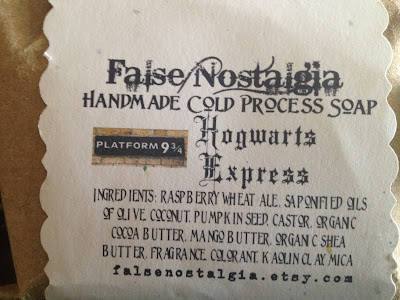 False Nostalgia
Handmade Cold Process Soap
PLATFORM 9 3/4
Hogwarts
Express
Ingredients: Raspberry Wheat Ale, Saponified Oils
of Olive, Coconut, Pumpkin Seed, Castor, Organic
Cocoa Butter, Mango Butter, Organic Shea
Butter, Fragrance, Colorant, Kaolin Clay, Mica
falsenostalgia.etsy.com